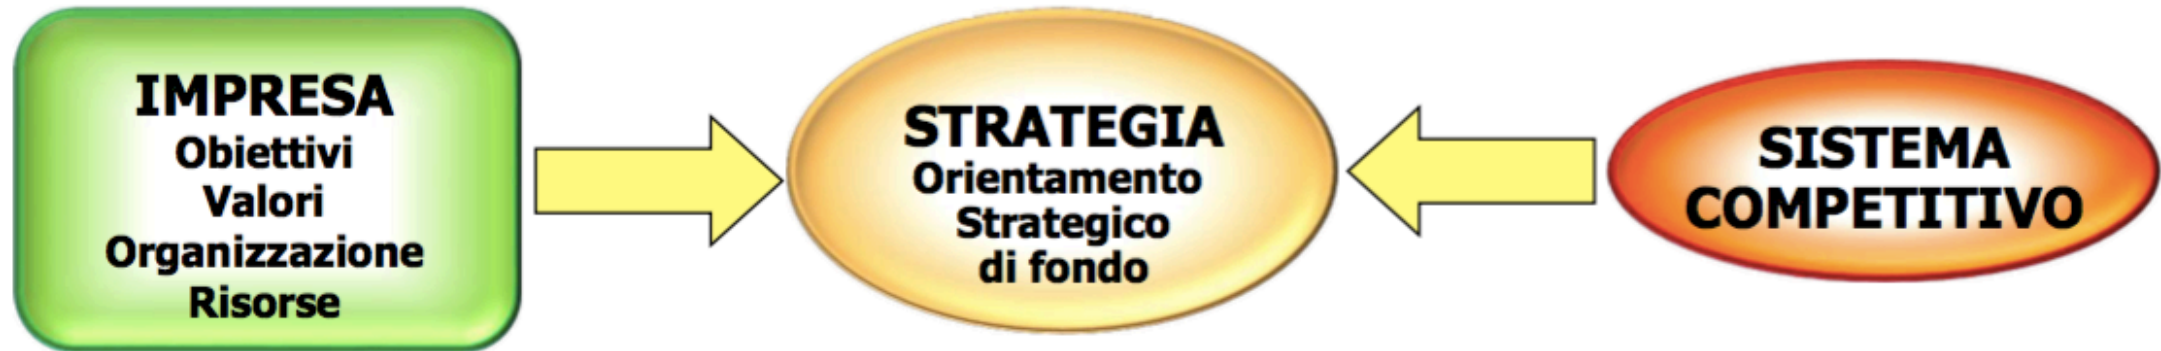 IMPRESA
Obiettivi
Valori
Organizzazione
Risorse
STRATEGIA
Orientamento
Strategico
di fondo
SISTEMA
COMPETITIVO